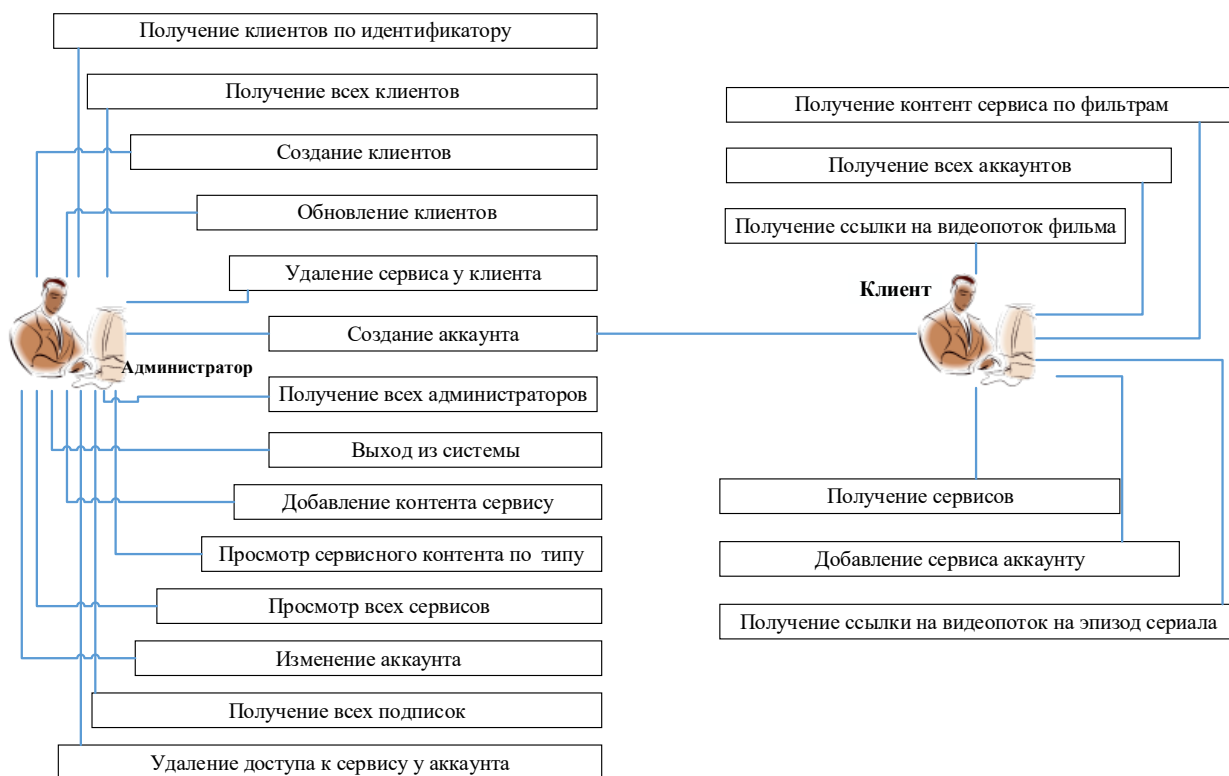 Получение клиентов по идентификатору
Получение всех клиентов
Создание клиентов
Обновление клиентов
Удаление сервиса у клиента
Создание аккаунта
Администратор
Получение всех администраторов
Выход из системы
Добавление контента сервису
Просмотр сервисного контента по типу
Просмотр всех сервисов
Изменение аккаунта
Получение всех подписок
Удаление доступа к сервису у аккаунта
Получение контент сервиса по фильтрам
Получение всех аккаунтов
Получение ссылки на видеопоток фильма
Клиент
Получение сервисов
Добавление сервиса аккаунту
Получение ссылки на видеопоток на эпизод сериала